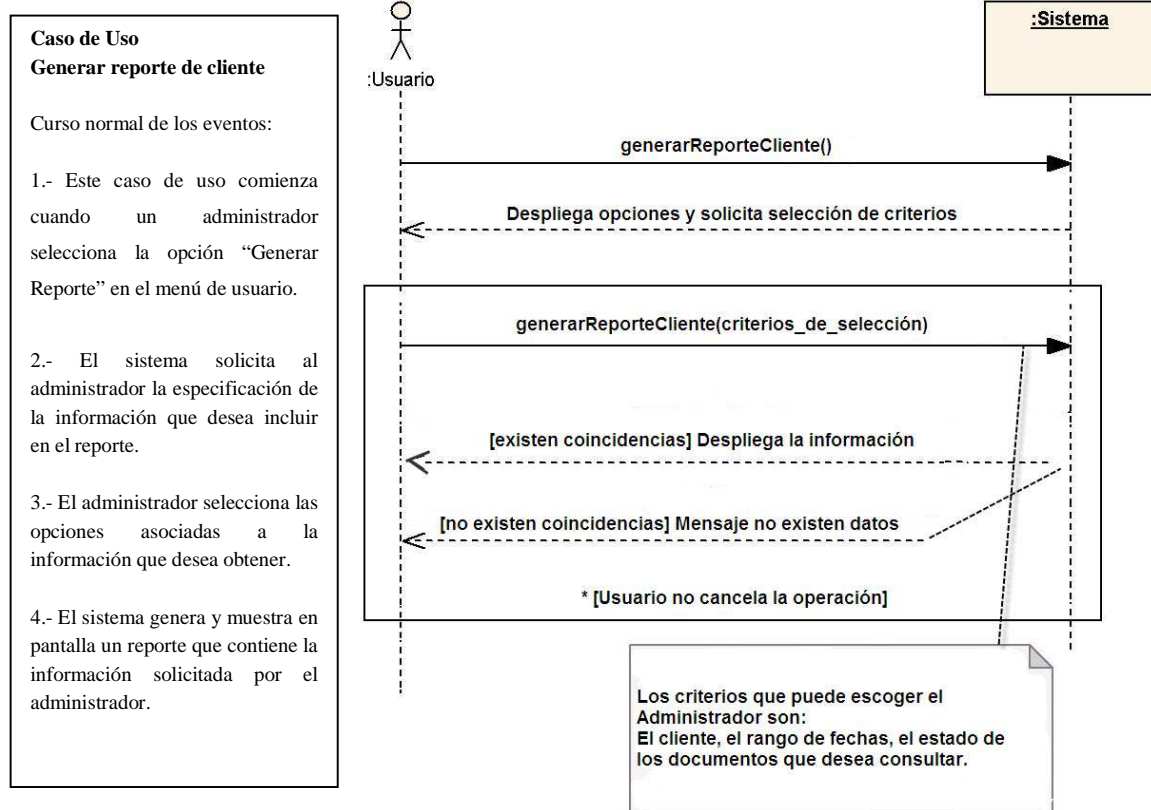 Caso de Uso
Generar reporte de cliente
Curso normal de los eventos:
1.- Este caso de uso comienza
cuando un administrador
selecciona la opción “Generar
Reporte” en el menú de usuario.
2.- El sistema solicita al
administrador la especificación de
la información que desea incluir
en el reporte.
3.- El administrador selecciona las
opciones asociadas a la
información que desea obtener.
4.- El sistema genera y muestra en
pantalla un reporte que contiene la
información solicitada por el
administrador.
:Usuario
:Sistema
generarReporteCliente()
Despliega opciones y solicita selección de criterios
generarReporteCliente(criterios_de_selección)
[existen coincidencias] Despliega la información
[no existen coincidencias] Mensaje no existen datos
* [Usuario no cancela la operación]
Los criterios que puede escoger el
Administrador son:
El cliente, el rango de fechas, el estado de
los documentos que desea consultar.